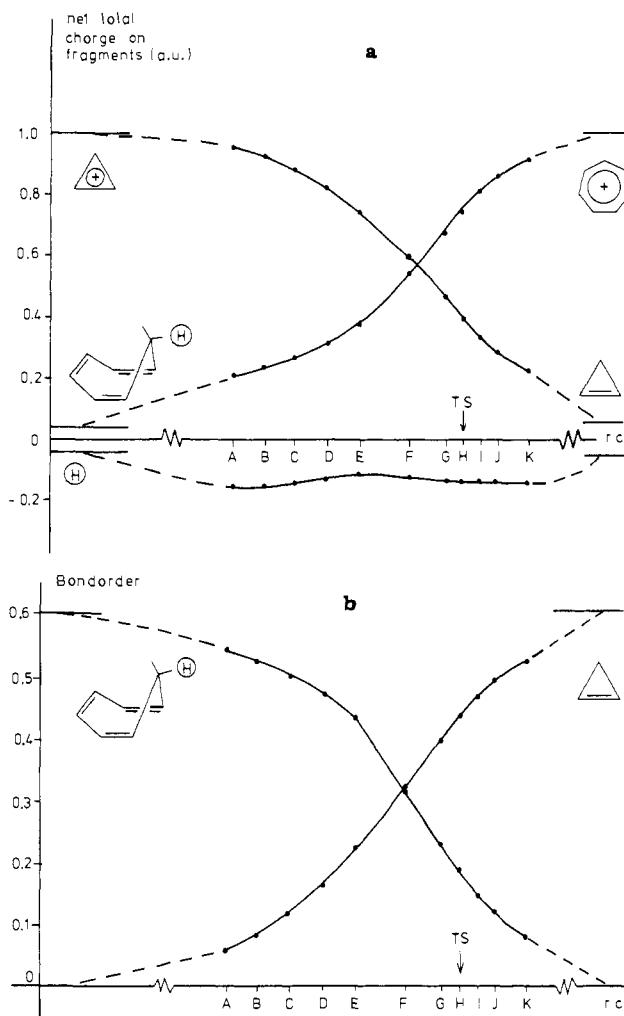 net total
charge on
fragments (a.u.)
a
1.0
0.8
0.6
0.4
0.2
0
-0.2
+
+
H
H
TS
A B C D E F G H I J K
r c
Bondorder
b
0,6
0,5
0,4
0,3
0,2
0,1
0
H
TS
A B C D E F G H I J K
r c